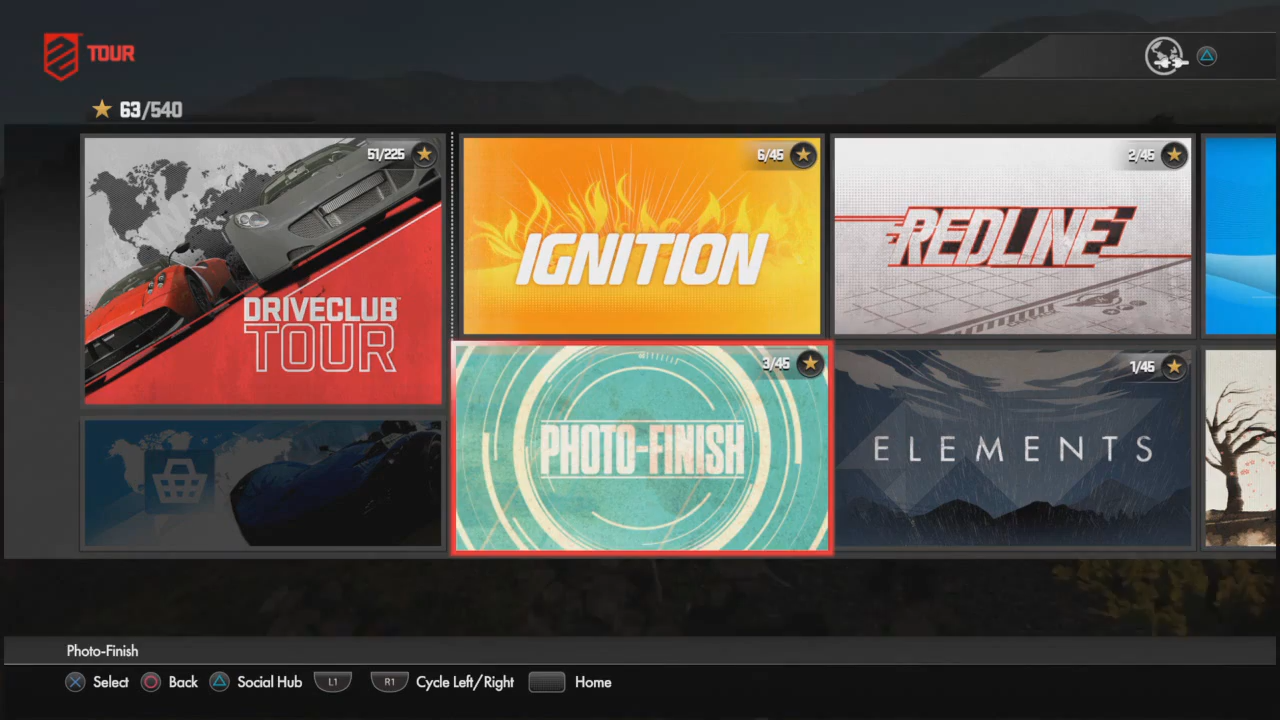 TOUR
63/540
51/225
DRIVECLUB™
TOUR
6/45
IGNITION
2/45
REDLINE
3/45
PHOTO-FINISH
1/45
ELEMENTS
Photo-Finish
Select Back Social Hub L1 R1 Cycle Left/Right Home